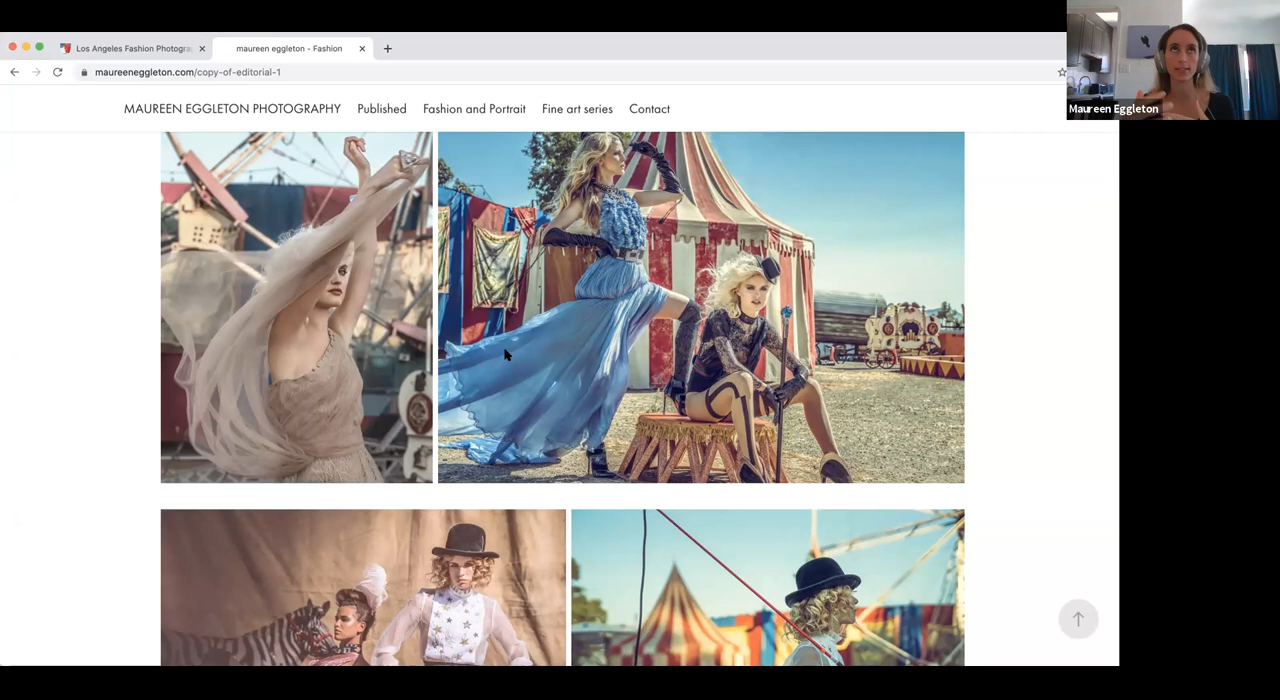 Los Angeles Fashion Photogra
maureen eggleton - Fashion
maureeneggleton.com/copy-of-editorial-1
Maureen Eggleton
MAUREEN EGGLETON PHOTOGRAPHY Published Fashion and Portrait Fine art series Contact